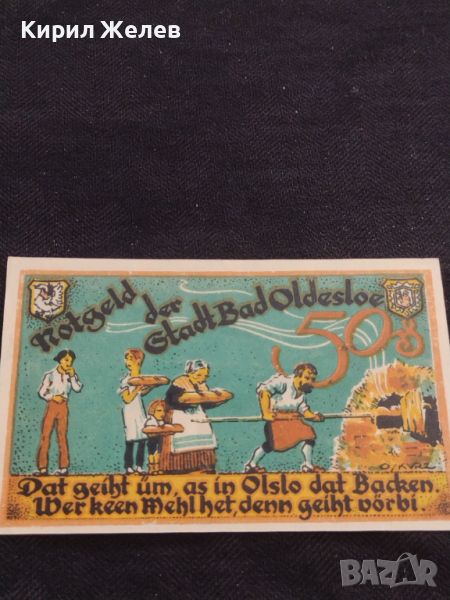 Кирил Желев
Notgeld der
Stadt Bad Oldesloe
50
Dat geiht üm, as in Olslo dat Backen.
Wer keen Mehl het, denn geiht vörbi.
BAZAR